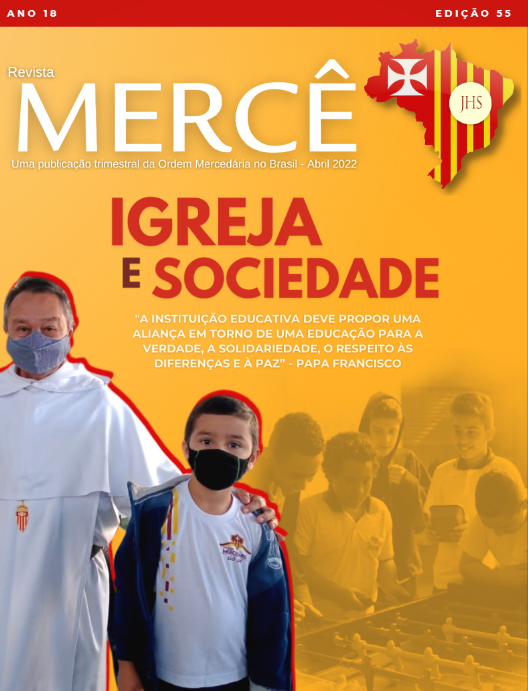 ANO 18
EDIÇÃO 55
Revista
MERCÊ
JHS
Uma publicação trimestral da Ordem Mercedária no Brasil - Abril 2022
IGREJA
E SOCIEDADE
"A INSTITUIÇÃO EDUCATIVA DEVE PROPOR UMA
ALIANÇA EM TORNO DE UMA EDUCAÇÃO PARA A
VERDADE, A SOLIDARIEDADE, O RESPEITO ÀS
DIFERENÇAS E À PAZ" - PAPA FRANCISCO